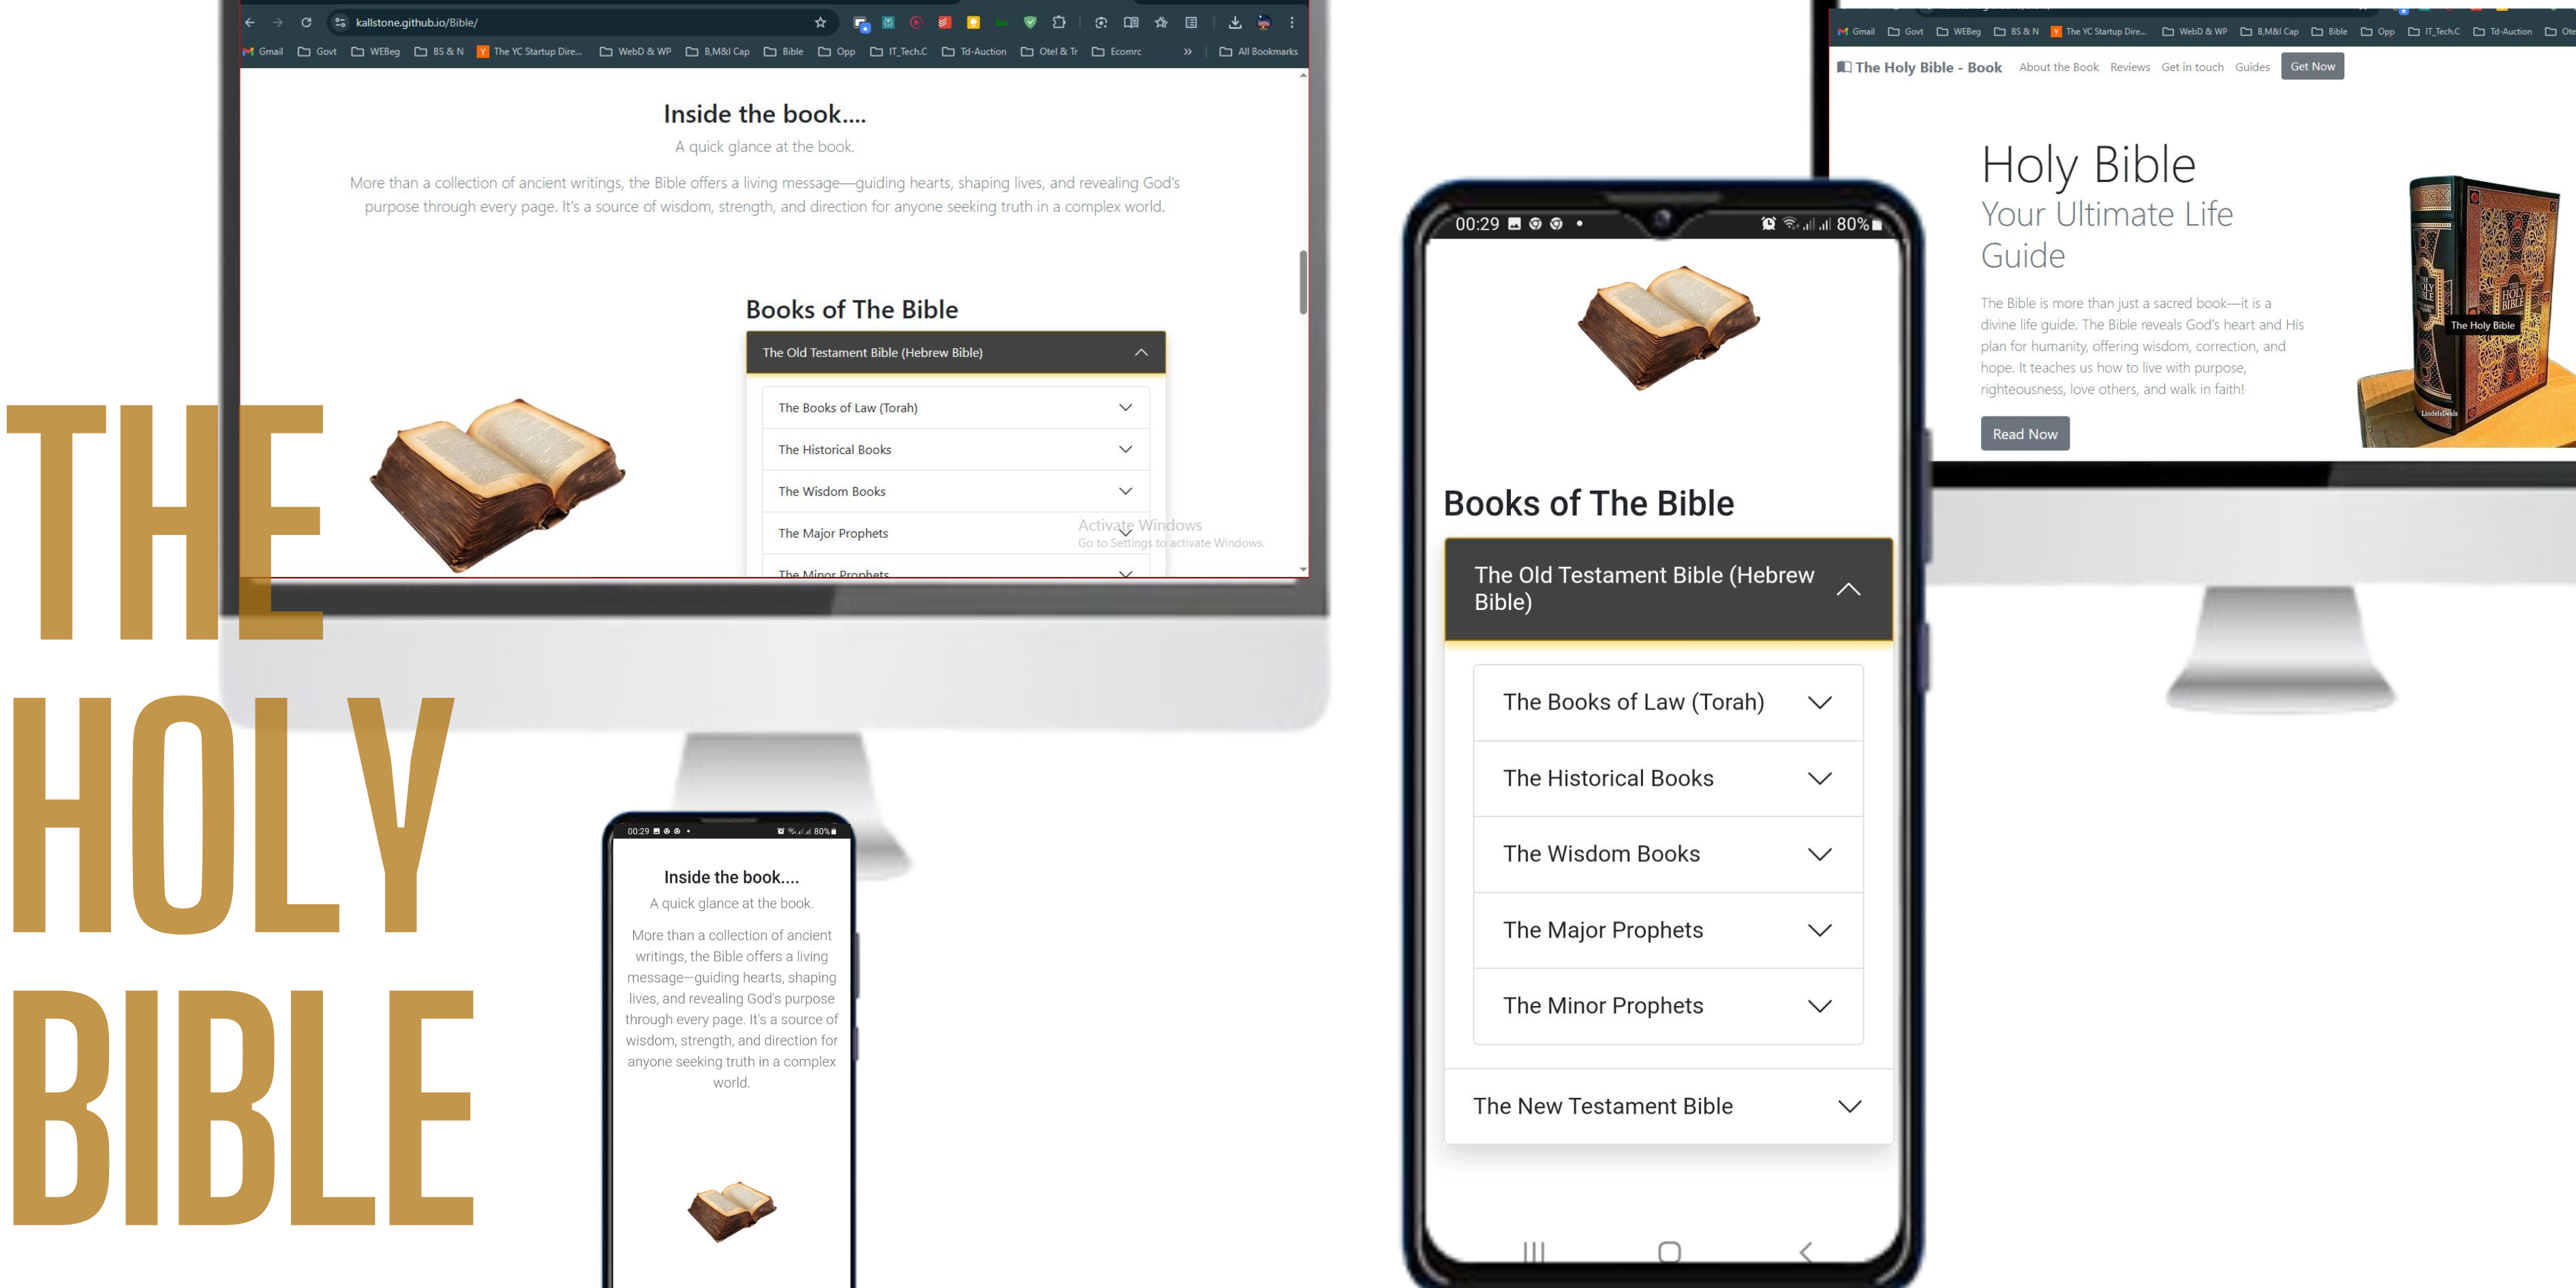 kallstone.github.io/Bible/
Gmail Govt WEBeg BS & N The YC Startup Dire... WebD & WP B,M&I Cap Bible Opp IT_Tech.C Td-Auction Otel & Tr Ecomrc » All Bookmarks
Inside the book....
A quick glance at the book.
More than a collection of ancient writings, the Bible offers a living message—guiding hearts, shaping lives, and revealing God's
purpose through every page. It's a source of wisdom, strength, and direction for anyone seeking truth in a complex world.
Books of The Bible
The Old Testament Bible (Hebrew Bible)
The Books of Law (Torah)
The Historical Books
The Wisdom Books
The Major Prophets
The Minor Prophets
Activate Windows
Go to Settings to activate Windows.
THE
HOLY
BIBLE
00:29 80%
Inside the book....
A quick glance at the book.
More than a collection of ancient
writings, the Bible offers a living
message—guiding hearts, shaping
lives, and revealing God's purpose
through every page. It's a source of
wisdom, strength, and direction for
anyone seeking truth in a complex
world.
00:29 80%
Books of The Bible
The Old Testament Bible (Hebrew
Bible)
The Books of Law (Torah)
The Historical Books
The Wisdom Books
The Major Prophets
The Minor Prophets
The New Testament Bible
Gmail Govt WEBeg BS & N The YC Startup Dire... WebD & WP B,M&I Cap Bible Opp IT_Tech.C Td-Auction Ote
The Holy Bible - Book About the Book Reviews Get in touch Guides Get Now
Holy Bible
Your Ultimate Life
Guide
The Bible is more than just a sacred book—it is a
divine life guide. The Bible reveals God's heart and His
plan for humanity, offering wisdom, correction, and
hope. It teaches us how to live with purpose,
righteousness, love others, and walk in faith!
Read Now
THE
HOLY
BIBLE
The Holy Bible
LindelsDeals